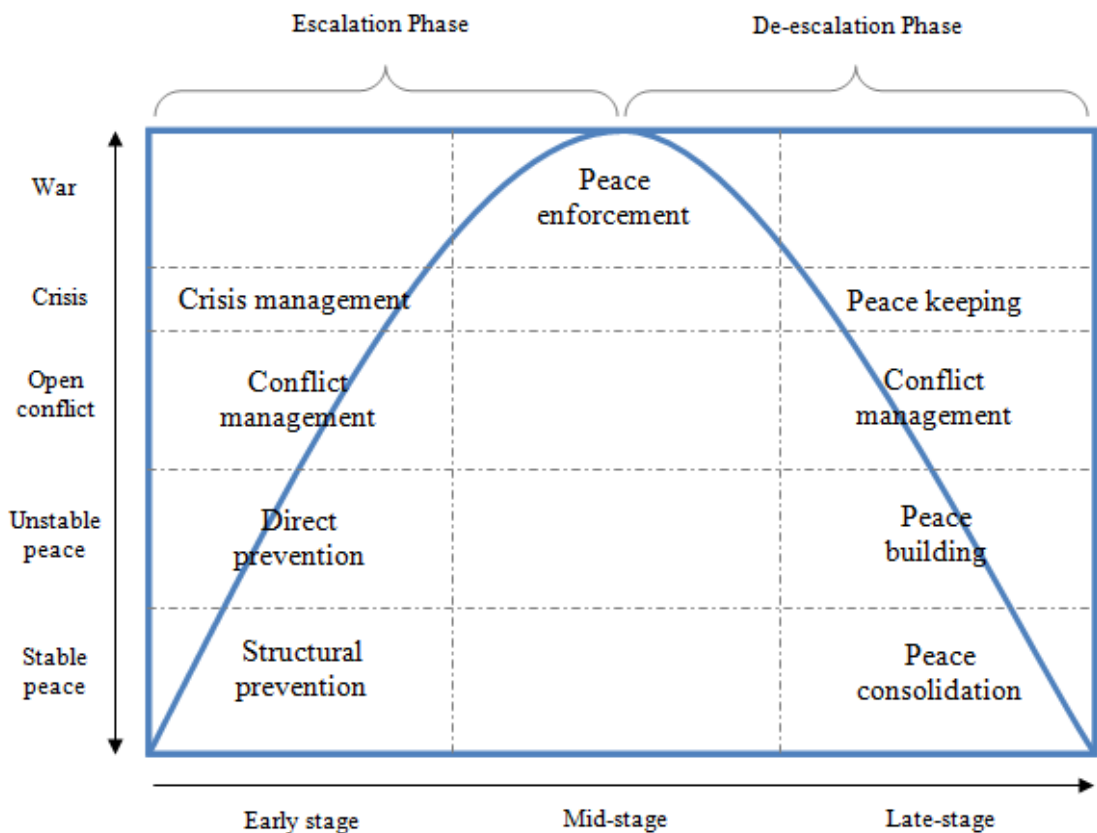 Escalation Phase
De-escalation Phase
War
Peace
enforcement
Crisis
Crisis management
Peace keeping
Open
conflict
Conflict
management
Conflict
management
Unstable
peace
Direct
prevention
Peace
building
Stable
peace
Structural
prevention
Peace
consolidation
Early stage
Mid-stage
Late-stage